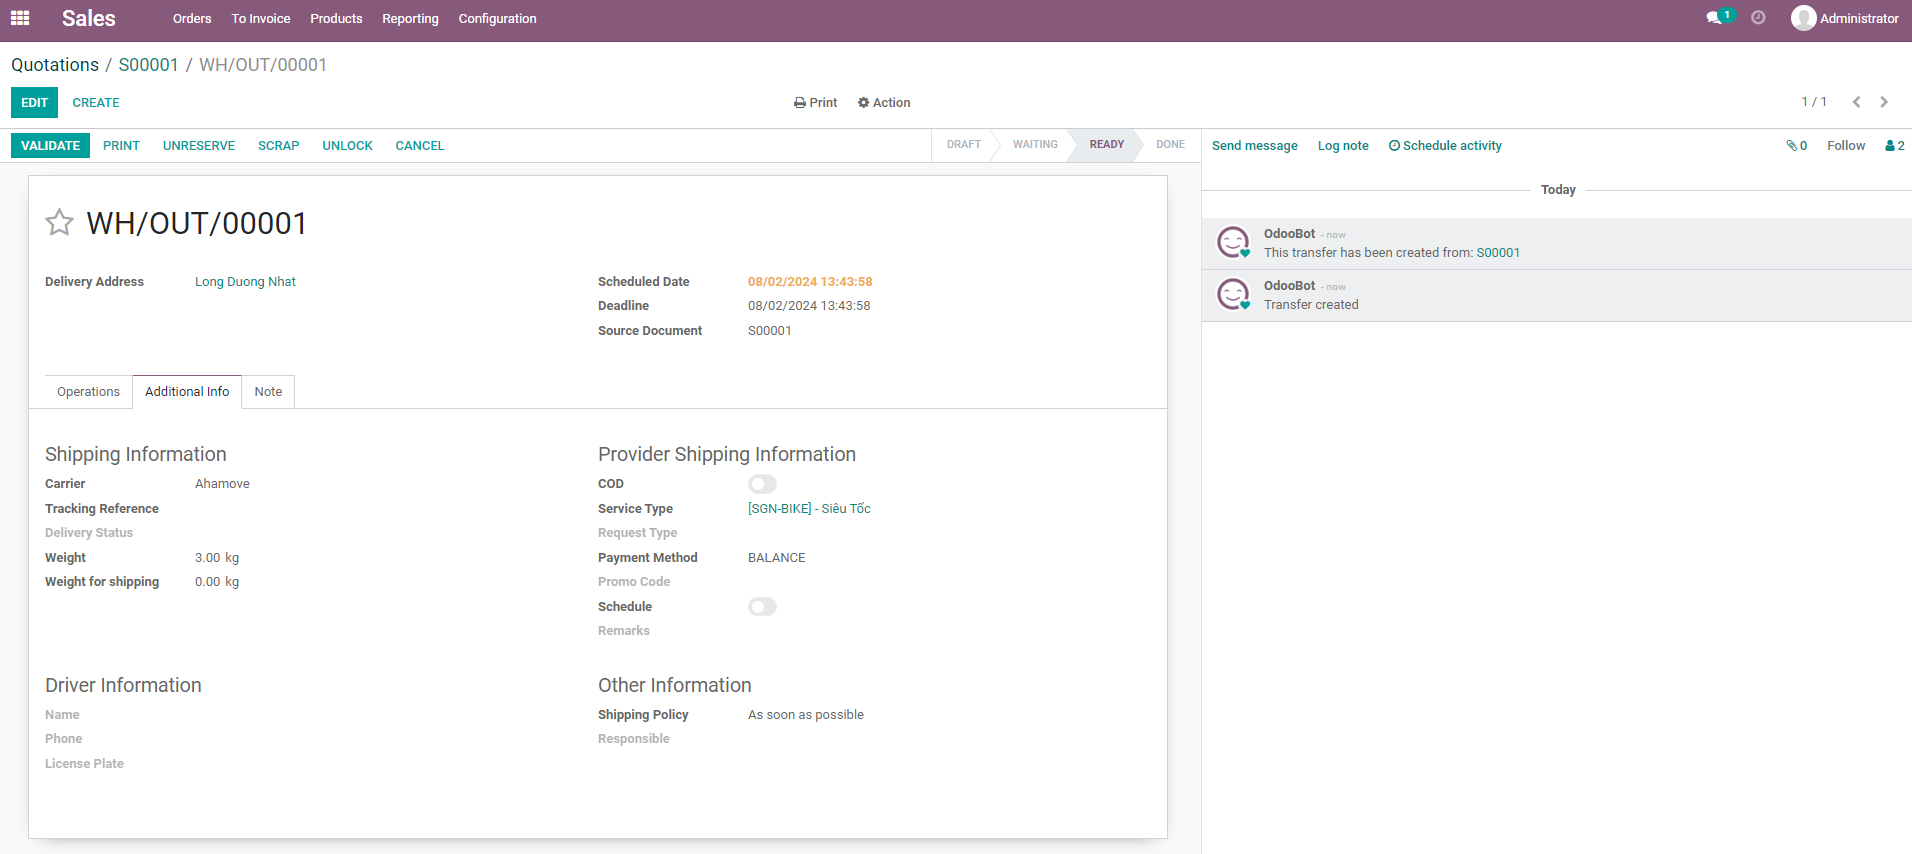 Sales Orders To Invoice Products Reporting Configuration 1 Administrator
Quotations / S00001 / WH/OUT/00001
EDIT CREATE Print Action 1 / 1
VALIDATE PRINT UNRESERVE SCRAP UNLOCK CANCEL DRAFT WAITING READY DONE
Send message Log note Schedule activity 0 Follow 2
Today
OdooBot - now
This transfer has been created from: S00001
OdooBot - now
Transfer created
WH/OUT/00001
Delivery Address Long Duong Nhat
Scheduled Date 08/02/2024 13:43:58
Deadline 08/02/2024 13:43:58
Source Document S00001
Operations Additional Info Note
Shipping Information
Carrier Ahamove
Tracking Reference
Delivery Status
Weight 3.00 kg
Weight for shipping 0.00 kg
Provider Shipping Information
COD
Service Type [SGN-BIKE] - Siêu Tốc
Request Type
Payment Method BALANCE
Promo Code
Schedule
Remarks
Driver Information
Name
Phone
License Plate
Other Information
Shipping Policy As soon as possible
Responsible